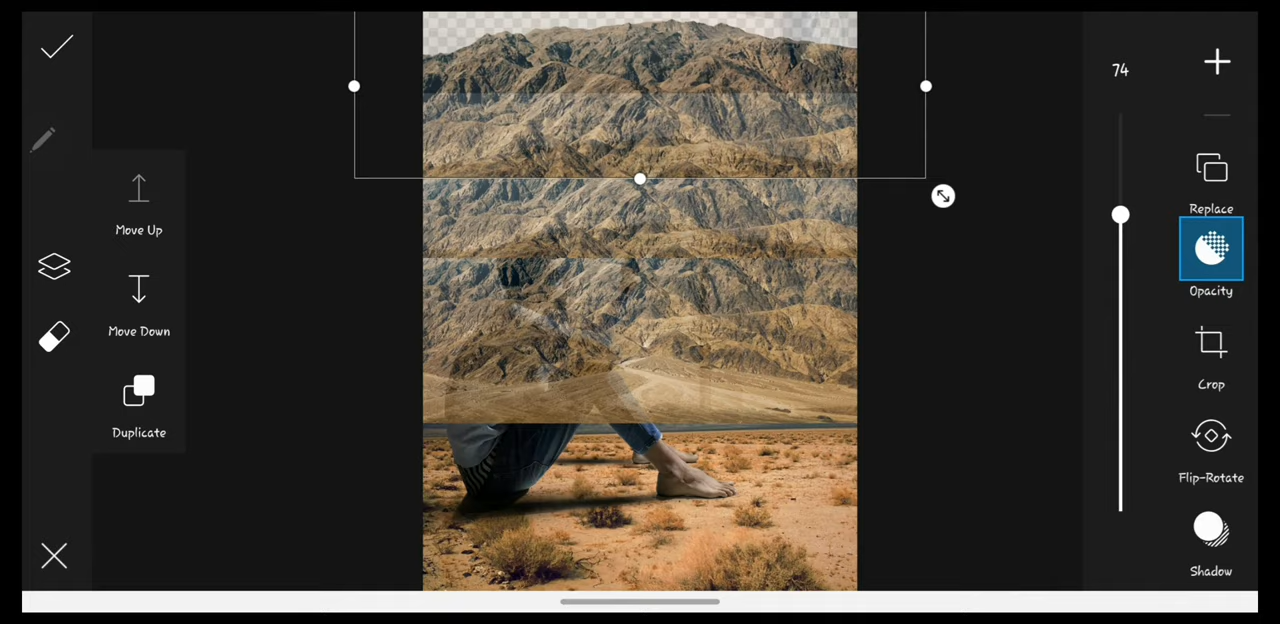 74
Replace
Move Up
Opacity
Move Down
Crop
Duplicate
Flip-Rotate
Shadow